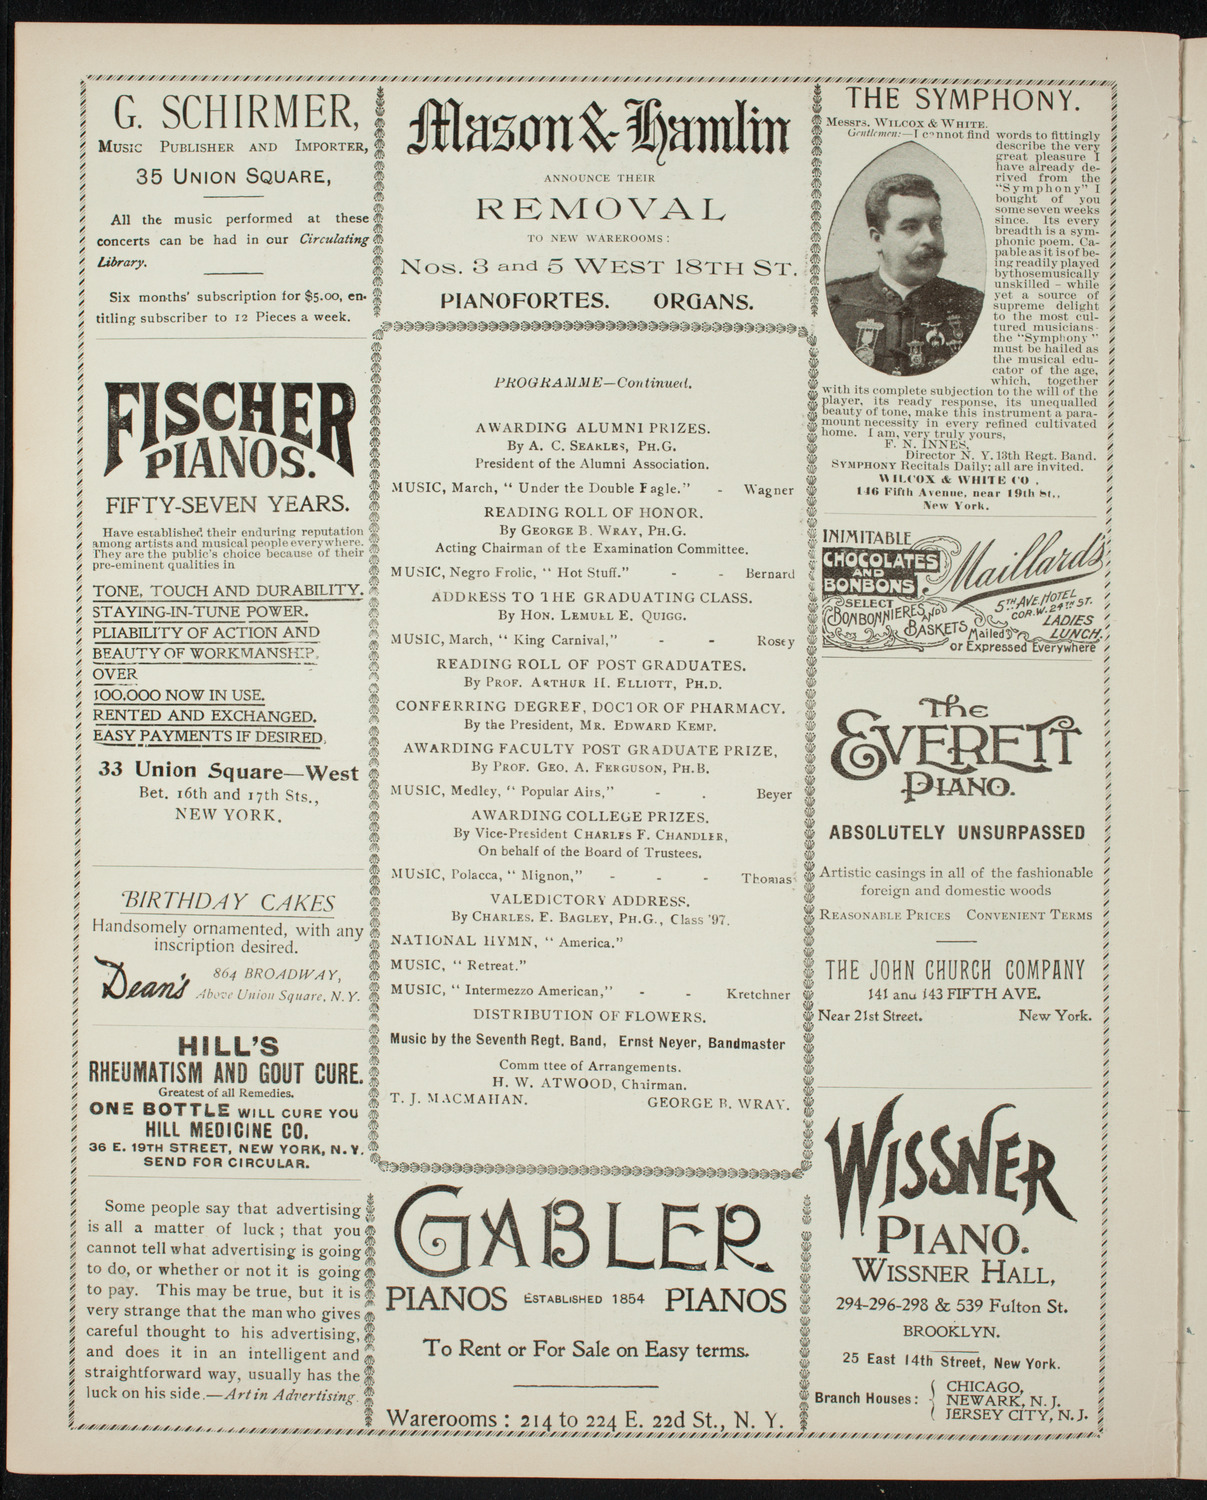 G. SCHIRMER,
MUSIC PUBLISHER AND IMPORTER,
35 UNION SQUARE,
All the music performed at these
concerts can be had in our Circulating
Library.
Six months' subscription for $5.00, en-
titling subscriber to 12 Pieces a week.
FISCHER
PIANOS.
FIFTY-SEVEN YEARS.
Have established their enduring reputation
among artists and musical people everywhere.
They are the public's choice because of their
pre-eminent qualities in
TONE, TOUCH AND DURABILITY.
STAYING-IN-TUNE POWER.
PLIABILITY OF ACTION AND
BEAUTY OF WORKMANSHIP.
OVER
100,000 NOW IN USE.
RENTED AND EXCHANGED.
EASY PAYMENTS IF DESIRED.
33 Union Square—West
Bet. 16th and 17th Sts.,
NEW YORK.
BIRTHDAY CAKES
Handsomely ornamented, with any
inscription desired.
Dean's 864 BROADWAY,
Above Union Square, N. Y.
HILL'S
RHEUMATISM AND GOUT CURE.
Greatest of all Remedies.
ONE BOTTLE WILL CURE YOU
HILL MEDICINE CO.
36 E. 19TH STREET, NEW YORK, N. Y.
SEND FOR CIRCULAR.
Some people say that advertising
is all a matter of luck; that you
cannot tell what advertising is going
to do, or whether or not it is going
to pay. This may be true, but it is
very strange that the man who gives
careful thought to his advertising,
and does it in an intelligent and
straightforward way, usually has the
luck on his side.—Art in Advertising.
Mason & Hamlin
ANNOUNCE THEIR
REMOVAL
TO NEW WAREROOMS:
Nos. 3 and 5 WEST 18TH ST.
PIANOFORTES. ORGANS.
PROGRAMME—Continued.
AWARDING ALUMNI PRIZES.
By A. C. SEARLES, PH.G.
President of the Alumni Association.
MUSIC, March, "Under the Double Eagle." - Wagner
READING ROLL OF HONOR.
By GEORGE B. WRAY, PH.G.
Acting Chairman of the Examination Committee.
MUSIC, Negro Frolic, "Hot Stuff." - - Bernard
ADDRESS TO THE GRADUATING CLASS.
By HON. LEMUEL E. QUIGG.
MUSIC, March, "King Carnival," - - Rosey
READING ROLL OF POST GRADUATES.
By PROF. ARTHUR H. ELLIOTT, PH.D.
CONFERRING DEGREE, DOCTOR OF PHARMACY.
By the President, MR. EDWARD KEMP.
AWARDING FACULTY POST GRADUATE PRIZE,
By PROF. GEO. A. FERGUSON, PH.B.
MUSIC, Medley, "Popular Airs," - - Beyer
AWARDING COLLEGE PRIZES.
By Vice-President CHARLES F. CHANDLER,
On behalf of the Board of Trustees.
MUSIC, Polacca, "Mignon," - - - Thomas
VALEDICTORY ADDRESS.
By CHARLES. E. BAGLEY, PH.G., Class '97.
NATIONAL HYMN, "America."
MUSIC, "Retreat."
MUSIC, "Intermezzo American," - - Kretchner
DISTRIBUTION OF FLOWERS.
Music by the Seventh Regt. Band, Ernst Neyer, Bandmaster
Comm ttee of Arrangements.
H. W. ATWOOD, Chairman.
T. J. MACMAHAN. GEORGE B. WRAY.
GABLER
PIANOS ESTABLISHED 1854 PIANOS
To Rent or For Sale on Easy terms.
Warerooms: 214 to 224 E. 22d St., N. Y.
THE SYMPHONY.
Messrs. WILCOX & WHITE.
Gentlemen:—I cannot find words to fittingly
describe the very
great pleasure I
have already de-
rived from the
"Symphony" I
bought of you
some seven weeks
since. Its every
breadth is a sym-
phonic poem. Ca-
pable as it is of be-
ing readily played
by those musically
unskilled - while
yet a source of
supreme delight
to the most cul-
tured musicians-
the "Symphony"
must be hailed as
the musical edu-
cator of the age,
which, together
with its complete subjection to the will of the
player, its ready response, its unequalled
beauty of tone, make this instrument a para-
mount necessity in every refined cultivated
home. I am, very truly yours,
F. N. INNES.
Director N. Y. 13th Regt. Band.
SYMPHONY Recitals Daily; all are invited.
WILCOX & WHITE CO.,
146 Fifth Avenue, near 19th St.,
New York.
INIMITABLE
CHOCOLATES
AND
BONBONS
Maillard's
5TH AVE HOTEL
COR. W. 24TH ST.
SELECT
BONBONNIERES AND
BASKETS
LADIES
LUNCH.
Mailed
or Expressed Everywhere
The
EVERETT
PIANO.
ABSOLUTELY UNSURPASSED
Artistic casings in all of the fashionable
foreign and domestic woods
REASONABLE PRICES CONVENIENT TERMS
THE JOHN CHURCH COMPANY
141 and 143 FIFTH AVE.
Near 21st Street. New York.
WISSNER
PIANO.
WISSNER HALL,
294-296-298 & 539 Fulton St.
BROOKLYN.
25 East 14th Street, New York.
Branch Houses: CHICAGO,
NEWARK, N. J.
JERSEY CITY, N. J.